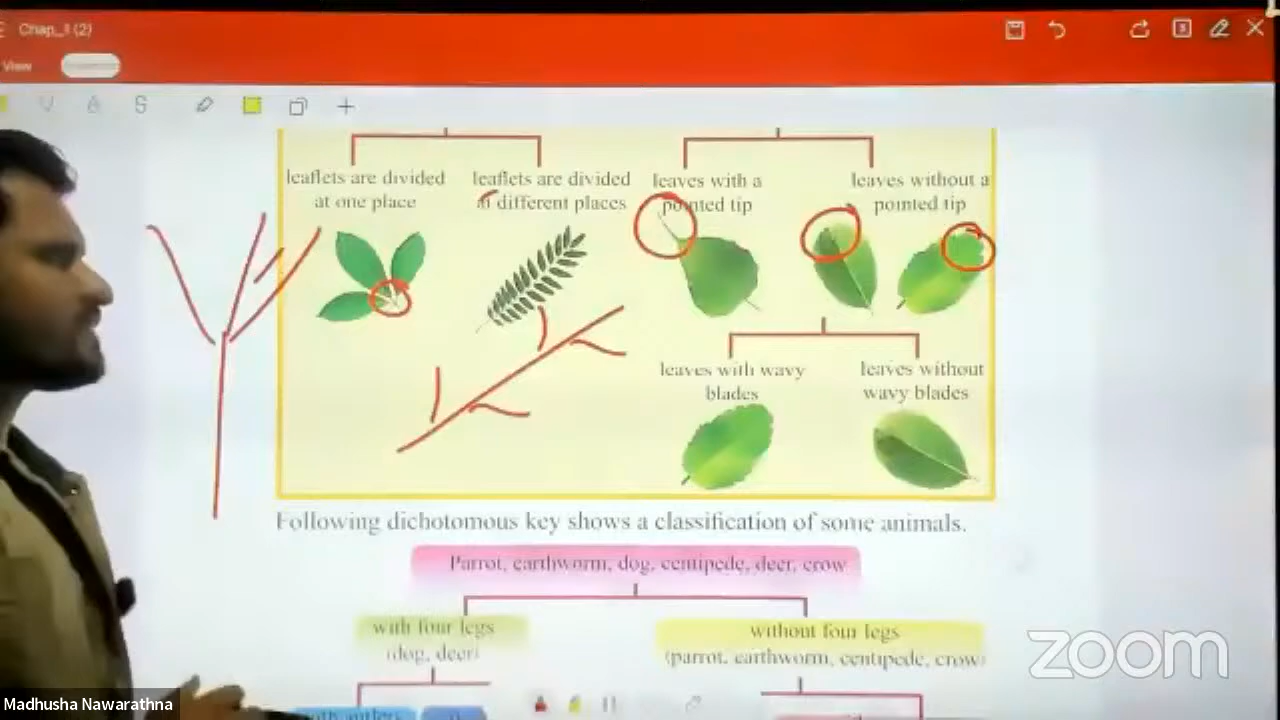 Chap_1 (2)
View
leaflets are divided
at one place
leaflets are divided
at different places
leaves with a
pointed tip
leaves without a
pointed tip
leaves with wavy
blades
leaves without
wavy blades
Following dichotomous key shows a classification of some animals.
Parrot, earthworm, dog, centipede, deer, crow
with four legs
(dog, deer)
without four legs
(parrot, earthworm, centipede, crow)
with antlers
zoom
Madhusha Nawarathna